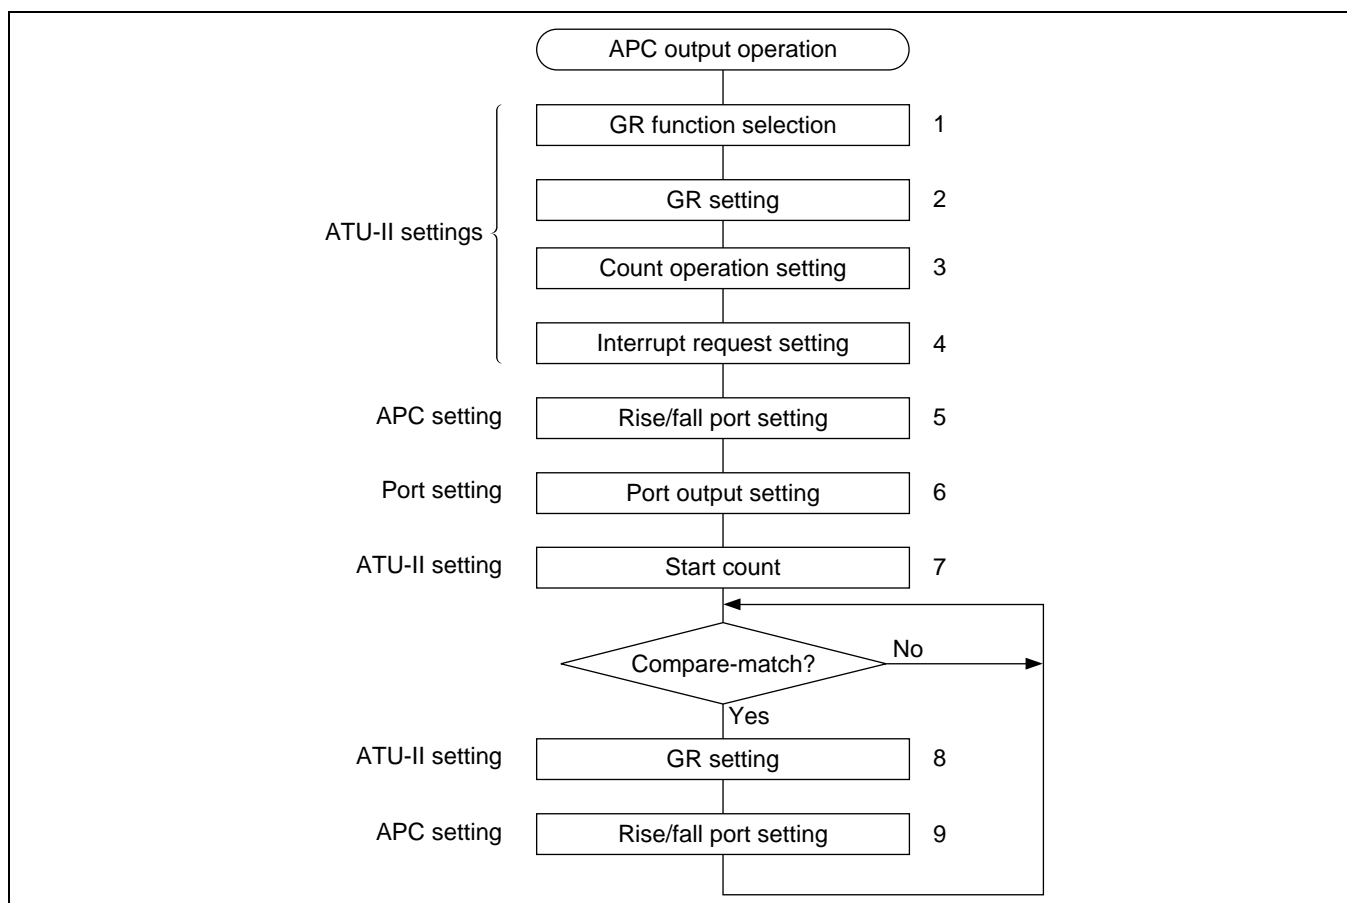 APC output operation
GR function selection 1
GR setting 2
ATU-II settings
Count operation setting 3
Interrupt request setting 4
APC setting Rise/fall port setting 5
Port setting Port output setting 6
ATU-II setting Start count 7
Compare-match? No
Yes
ATU-II setting GR setting 8
APC setting Rise/fall port setting 9